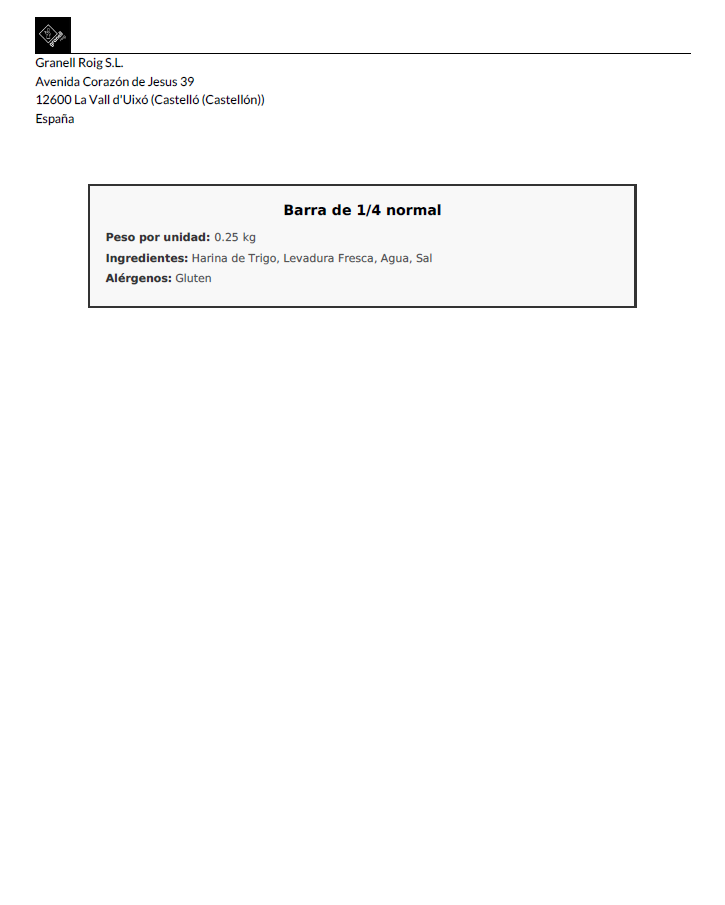 Granell Roig S.L.
Avenida Corazón de Jesus 39
12600 La Vall d'Uixó (Castelló (Castellón))
España
Barra de 1/4 normal
Peso por unidad: 0.25 kg
Ingredientes: Harina de Trigo, Levadura Fresca, Agua, Sal
Alérgenos: Gluten